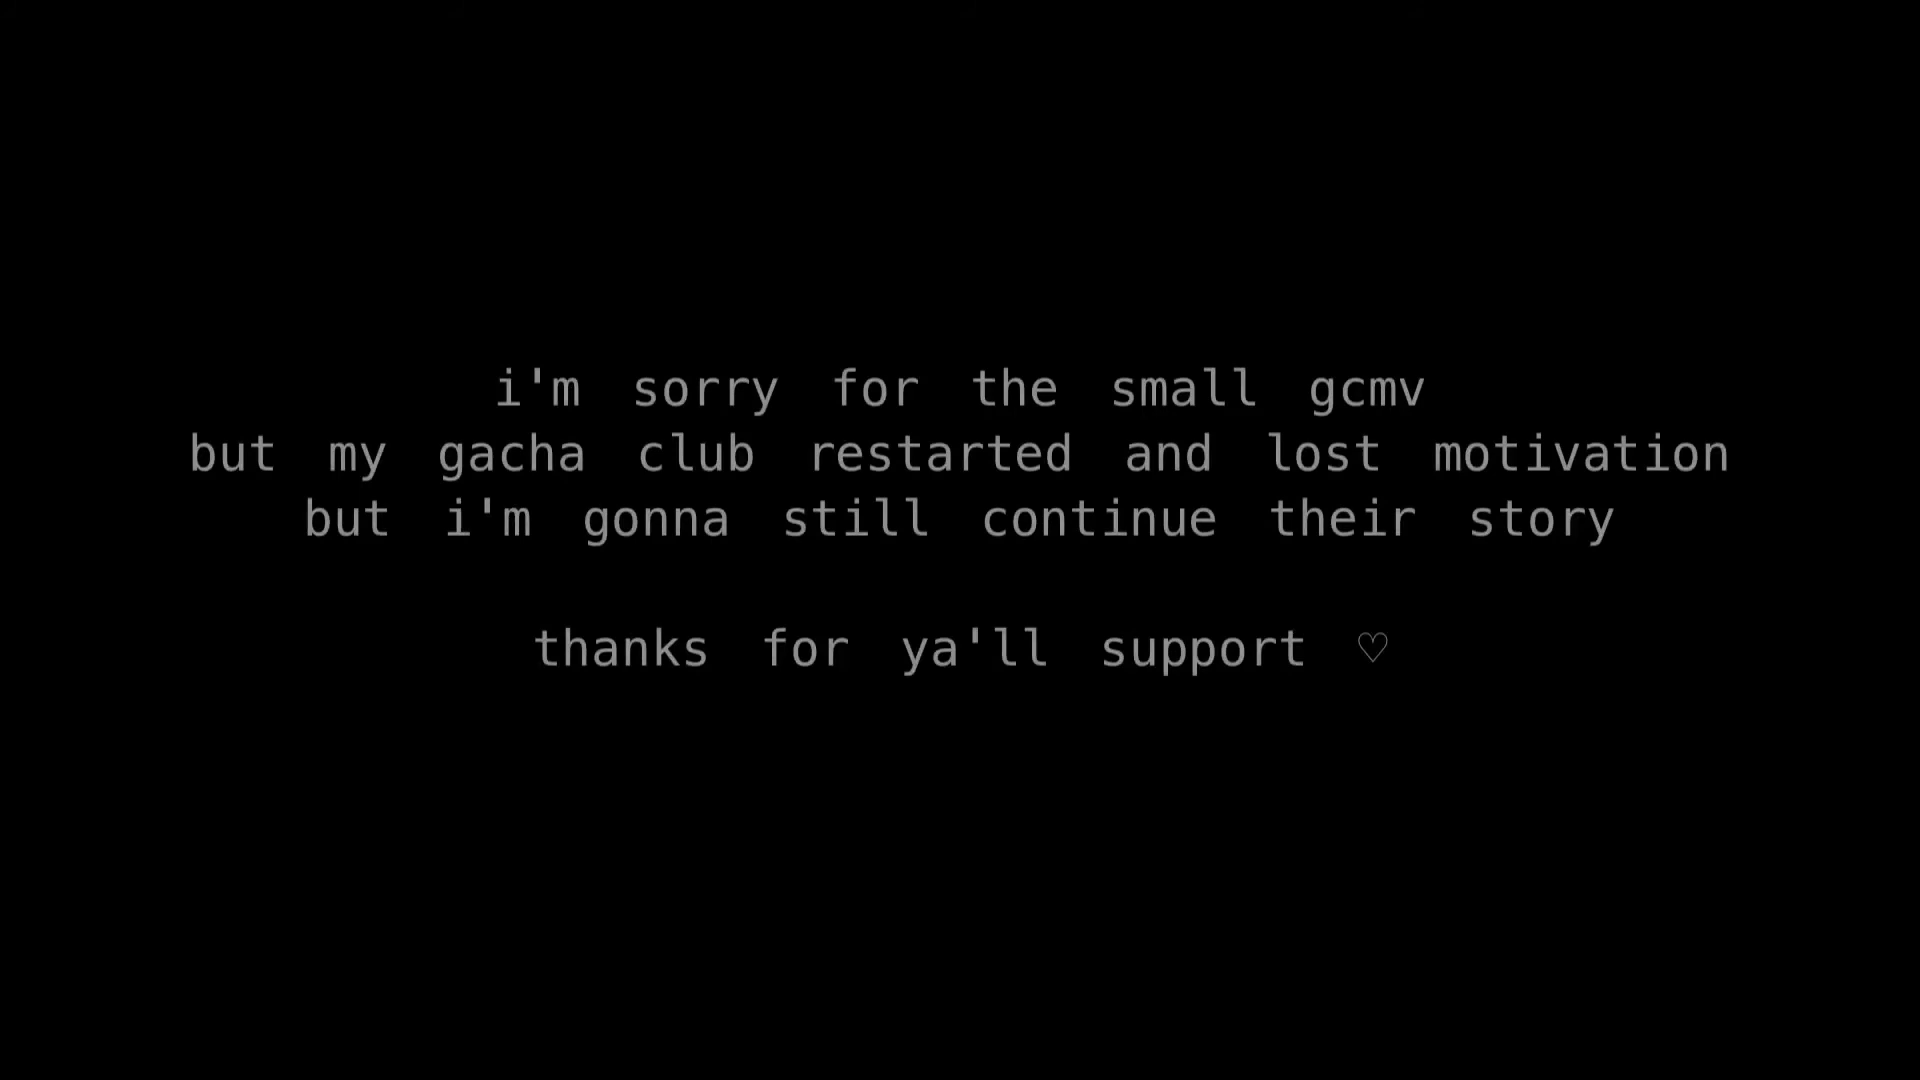 i'm sorry for the small gcmv
but my gacha club restarted and lost motivation
but i'm gonna still continue their story
thanks for ya'll support ♡